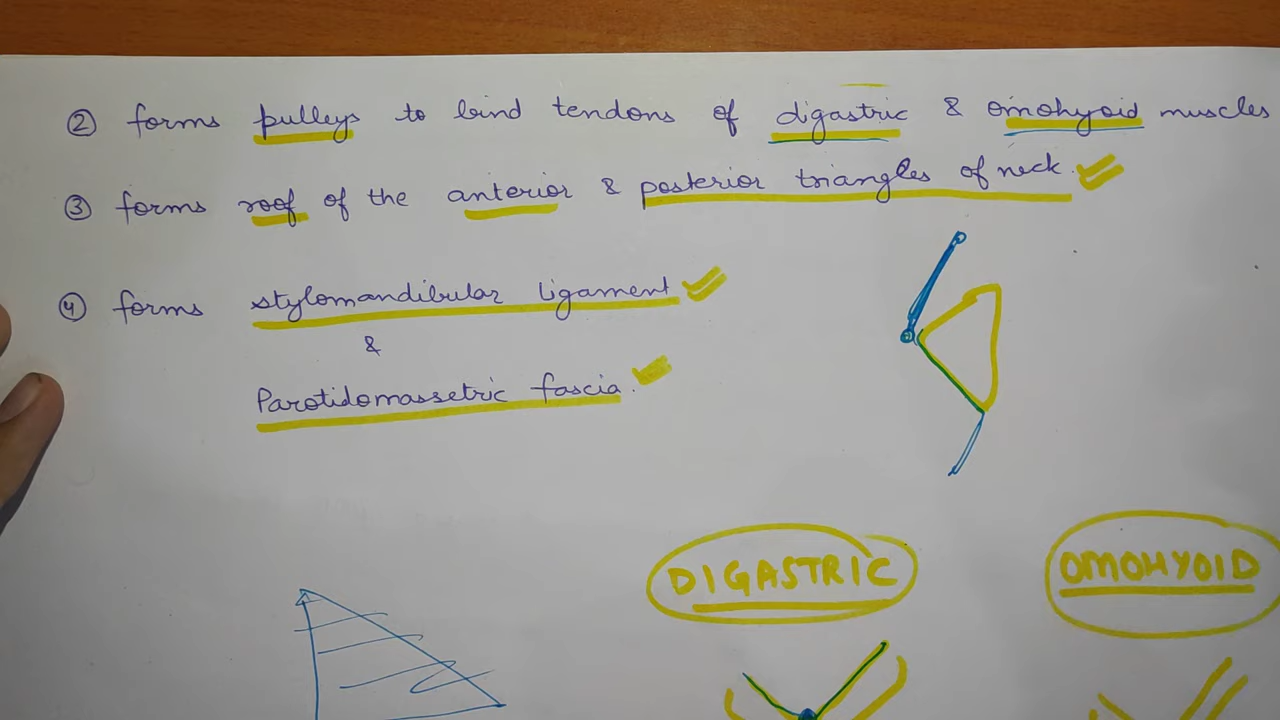 ② forms pulleys to bind tendons of digastric & omohyoid muscles
③ forms roof of the anterior & posterior triangles of neck.
④ forms stylomandibular ligament
&
Parotidomassetric fascia.
DIGASTRIC
OMOHYOID